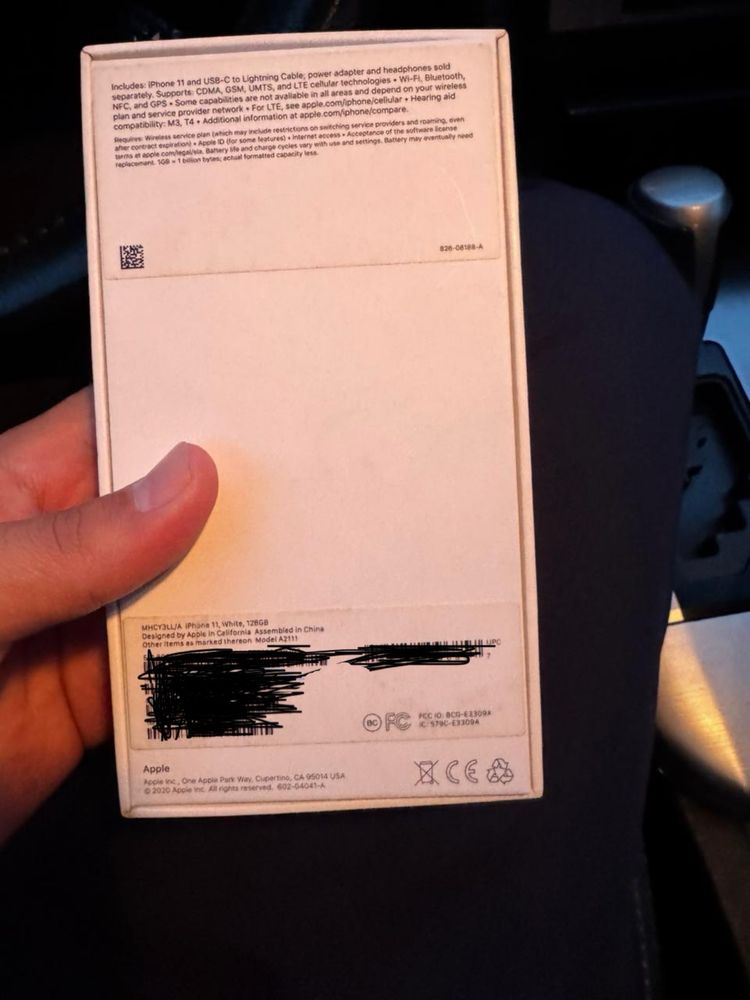 Includes: iPhone 11 and USB-C to Lightning Cable; power adapter and headphones sold
separately. Supports: CDMA, GSM, UMTS, and LTE cellular technologies • Wi-Fi, Bluetooth,
NFC, and GPS • Some capabilities are not available in all areas and depend on your wireless
plan and service provider network • For LTE, see apple.com/iphone/cellular • Hearing aid
compatibility: M3, T4 • Additional information at apple.com/iphone/compare.
Requires: Wireless service plan (which may include restrictions on switching service providers and roaming, even
after contract expiration) • Apple ID (for some features) • Internet access • Acceptance of the software license
terms at apple.com/legal/sla. Battery life and charge cycles vary with use and settings. Battery may eventually need
replacement. 1GB = 1 billion bytes; actual formatted capacity less.
826-08188-A
MHCY3LL/A iPhone 11, White, 128GB
Designed by Apple in California Assembled in China
Other items as marked thereon Model A2111
UPC
BC FC FCC ID: BCG-E3309A
IC: 579C-E3309A
Apple
Apple Inc., One Apple Park Way, Cupertino, CA 95014 USA
© 2020 Apple Inc. All rights reserved. 602-04041-A
CE